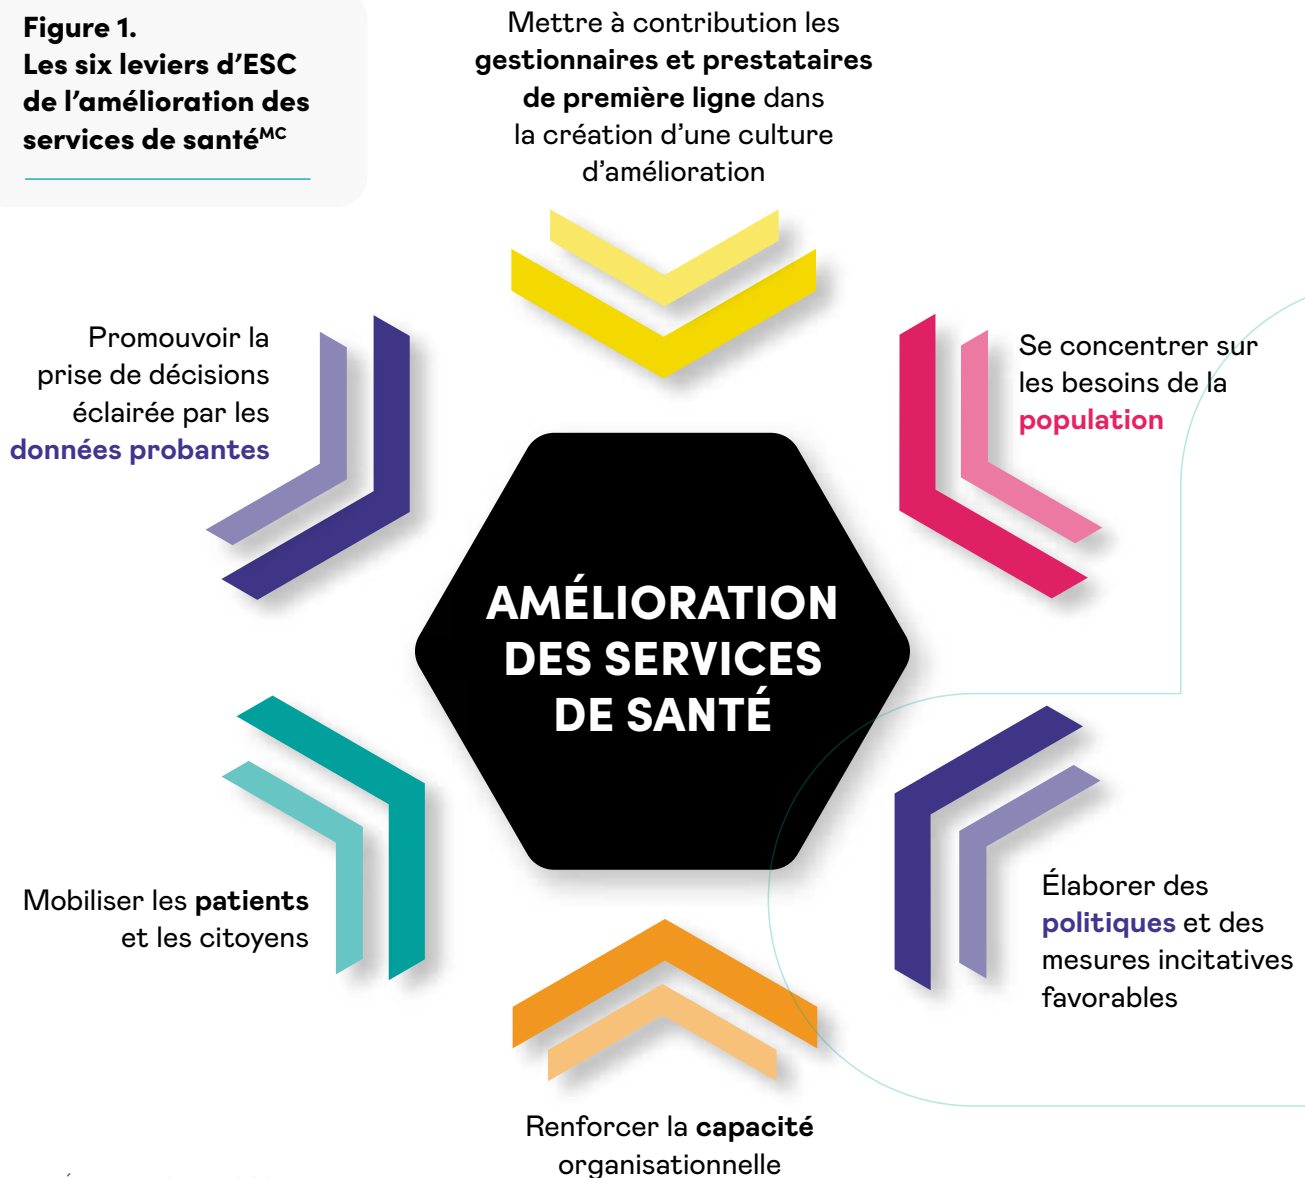 Figure 1.
Les six leviers d’ESC
de l’amélioration des
services de santéᴹᶜ
Mettre à contribution les
gestionnaires et prestataires
de première ligne dans
la création d’une culture
d’amélioration
Promouvoir la
prise de décisions
éclairée par les
données probantes
Se concentrer sur
les besoins de la
population
AMÉLIORATION
DES SERVICES
DE SANTÉ
Mobiliser les patients
et les citoyens
Élaborer des
politiques et des
mesures incitatives
favorables
Renforcer la capacité
organisationnelle